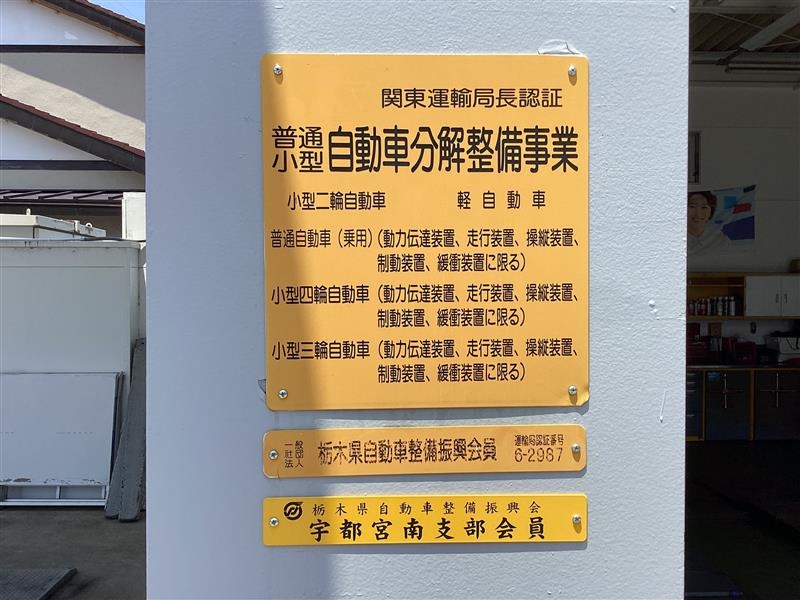 関東運輸局長認証
普通
小型 自動車分解整備事業
小型二輪自動車　軽自動車
普通自動車（乗用）（動力伝達装置、走行装置、操縦装置、
制動装置、緩衝装置に限る）
小型四輪自動車（動力伝達装置、走行装置、操縦装置、
制動装置、緩衝装置に限る）
小型三輪自動車（動力伝達装置、走行装置、操縦装置、
制動装置、緩衝装置に限る）
一般
社団
法人 栃木県自動車整備振興会員 運輸局認証番号
6-2987
栃木県自動車整備振興会
宇都宮南支部会員